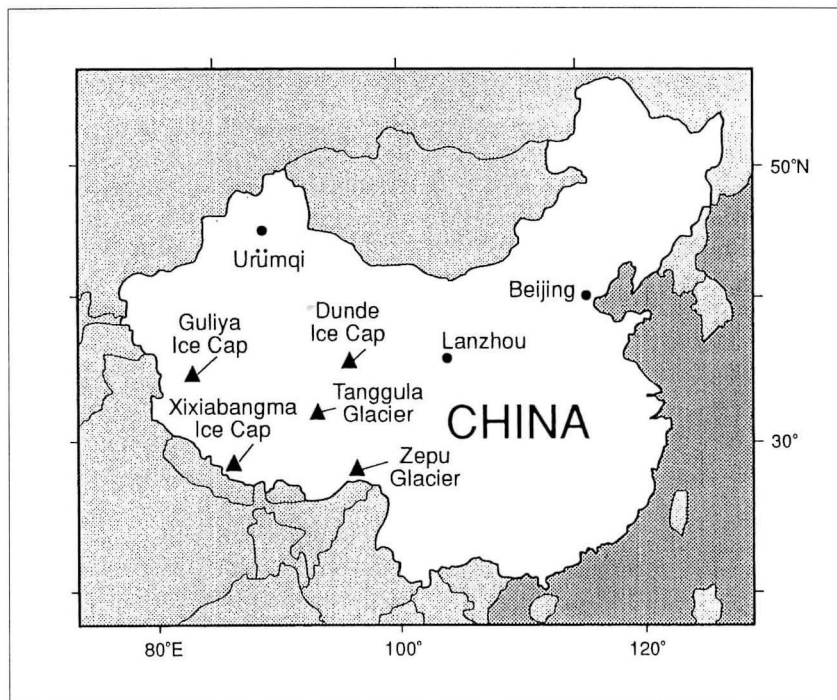 50°N
Urümqi
Beijing
Dunde
Ice Cap
Guliya
Ice Cap
Lanzhou
Tanggula
Glacier
Xixiabangma
Ice Cap
CHINA
30°
Zepu
Glacier
80°E
100°
120°